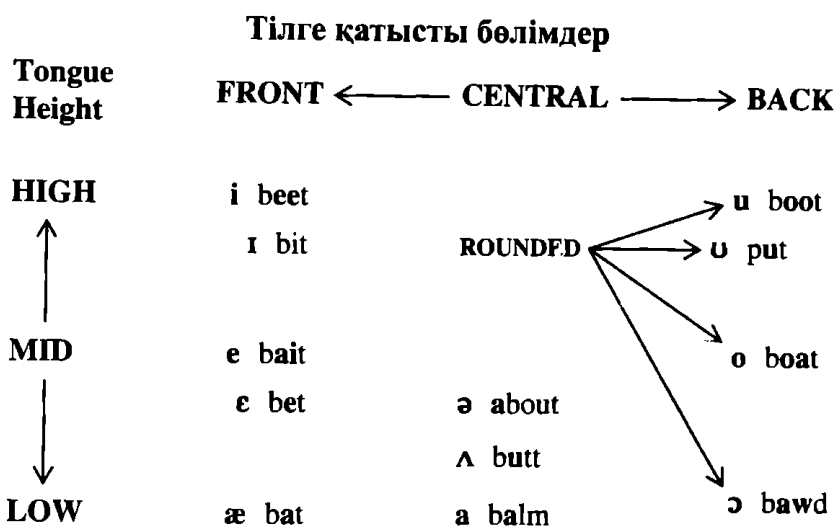 Тілге қатысты бөлімдер
Tongue
Height
FRONT CENTRAL BACK
HIGH i beet u boot
ɪ bit ROUNDED ʊ put
MID e bait o boat
ɛ bet ə about
ʌ butt
LOW æ bat a balm ɔ bawd